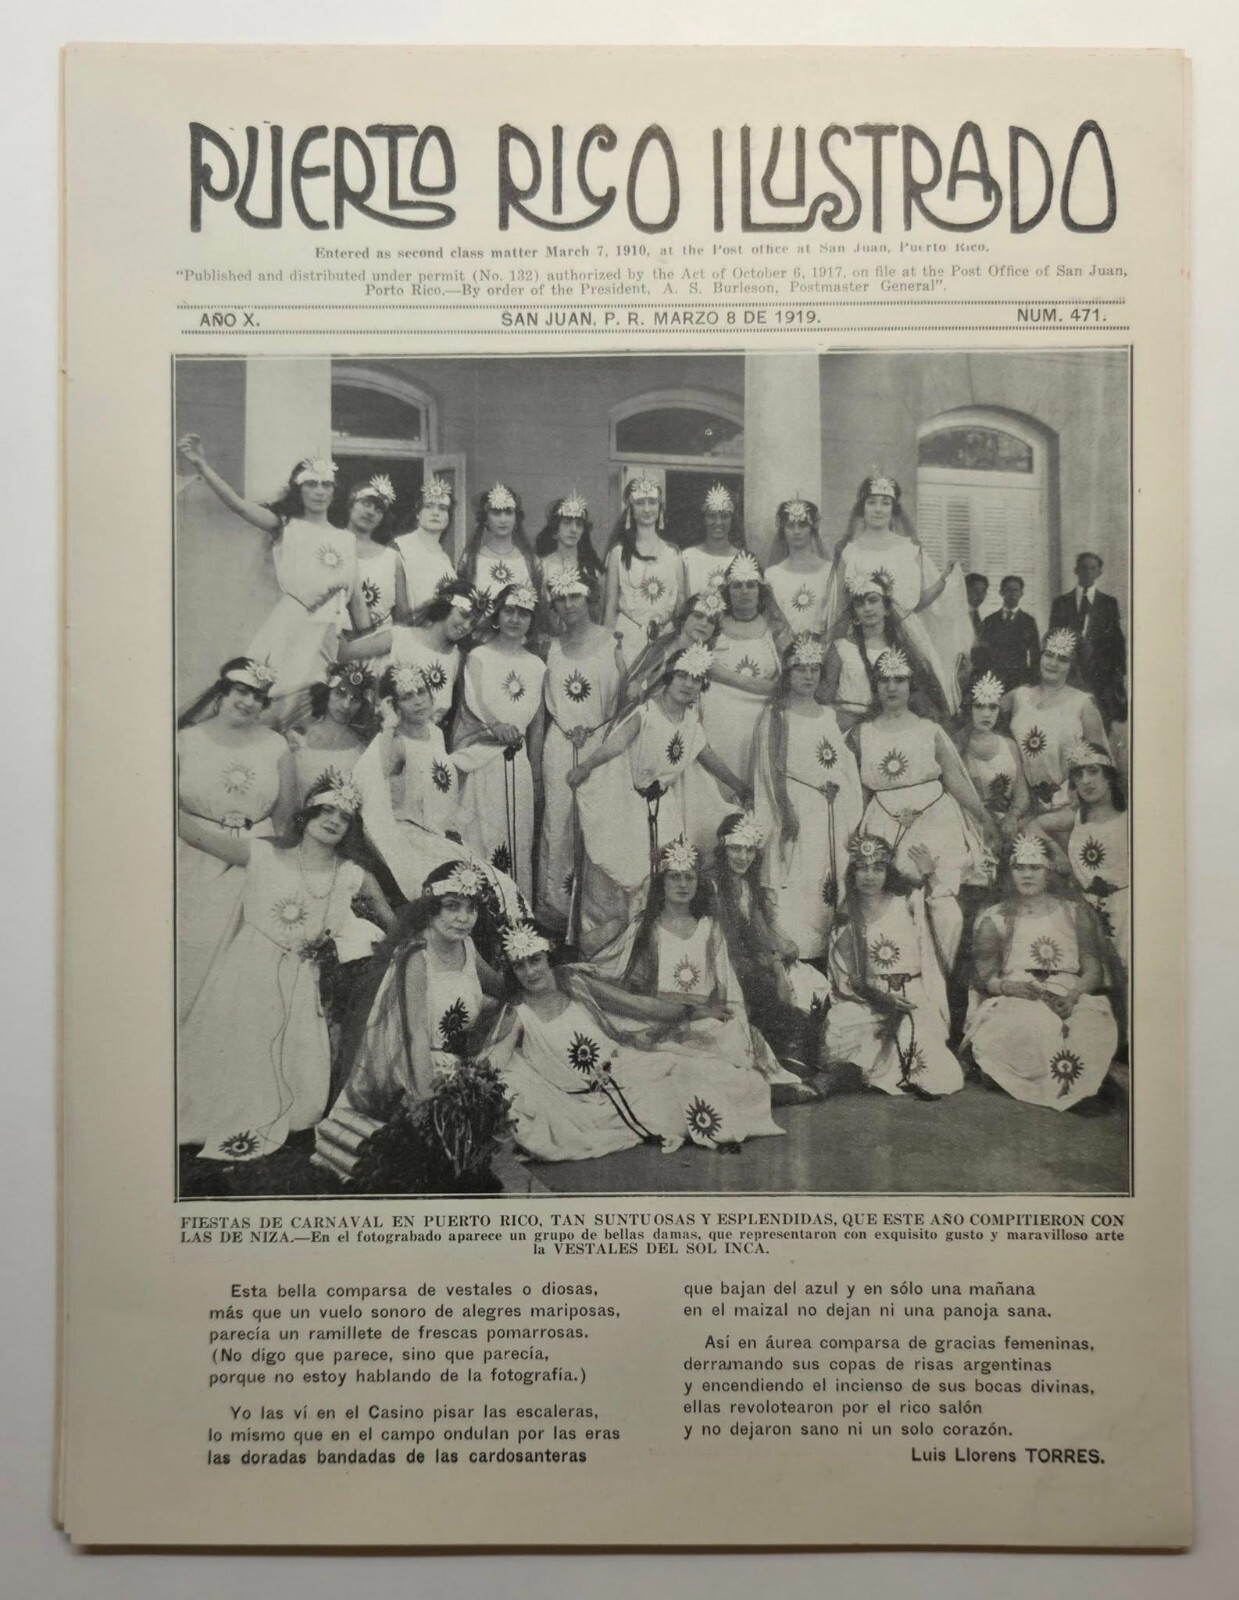 PUERTO RICO ILUSTRADO
Entered as second class matter March 7, 1910, at the Post office at San Juan, Puerto Rico.
"Published and distributed under permit (No. 132) authorized by the Act of October 6, 1917, on file at the Post Office of San Juan,
Porto Rico.—By order of the President, A. S. Burleson, Postmaster General".
AÑO X. SAN JUAN, P. R. MARZO 8 DE 1919. NUM. 471.
FIESTAS DE CARNAVAL EN PUERTO RICO, TAN SUNTUOSAS Y ESPLENDIDAS, QUE ESTE AÑO COMPITIERON CON
LAS DE NIZA.—En el fotograbado aparece un grupo de bellas damas, que representaron con exquisito gusto y maravilloso arte
la VESTALES DEL SOL INCA.
Esta bella comparsa de vestales o diosas,
más que un vuelo sonoro de alegres mariposas,
parecía un ramillete de frescas pomarrosas.
(No digo que parece, sino que parecía,
porque no estoy hablando de la fotografía.)
Yo las ví en el Casino pisar las escaleras,
lo mismo que en el campo ondulan por las eras
las doradas bandadas de las cardosanteras
que bajan del azul y en sólo una mañana
en el maizal no dejan ni una panoja sana.
Así en áurea comparsa de gracias femeninas,
derramando sus copas de risas argentinas
y encendiendo el incienso de sus bocas divinas,
ellas revolotearon por el rico salón
y no dejaron sano ni un solo corazón.
Luis Llorens TORRES.